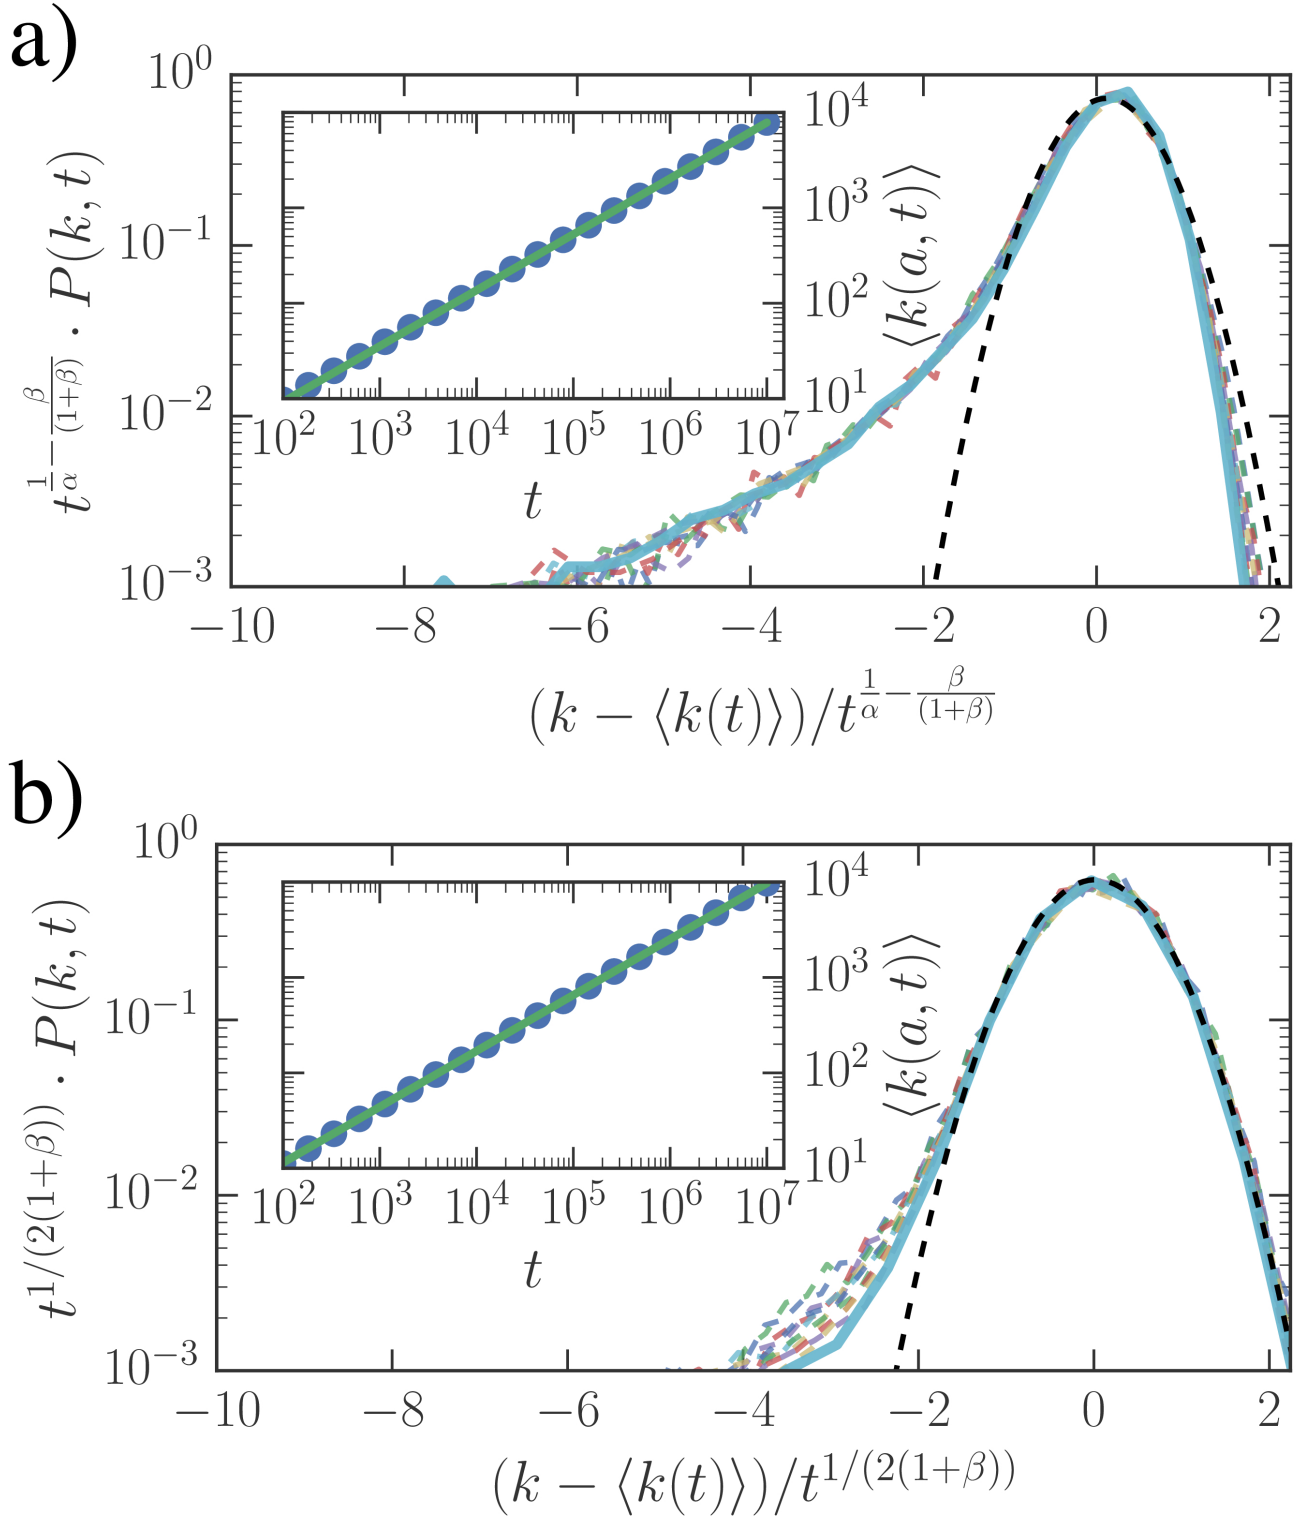 a)
10^0
10^−1
10^−2
10^−3
t^{\frac{1}{α}−\frac{β}{(1+β)}} · P(k, t)
10^4
10^3
10^2
10^1
⟨k(a, t)⟩
10^2 10^3 10^4 10^5 10^6 10^7
t
−10 −8 −6 −4 −2 0 2
(k − ⟨k(t)⟩)/t^{\frac{1}{α}−\frac{β}{(1+β)}}
b)
10^0
10^−1
10^−2
10^−3
t^{1/(2(1+β))} · P(k, t)
10^4
10^3
10^2
10^1
⟨k(a, t)⟩
10^2 10^3 10^4 10^5 10^6 10^7
t
−10 −8 −6 −4 −2 0 2
(k − ⟨k(t)⟩)/t^{1/(2(1+β))}